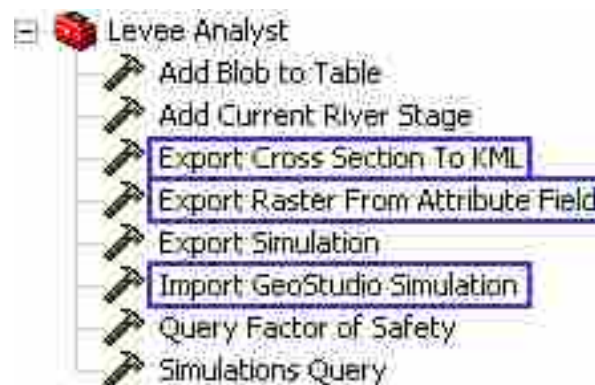 Levee Analyst
Add Blob to Table
Add Current River Stage
Export Cross Section To KML
Export Raster From Attribute Field
Export Simulation
Import GeoStudio Simulation
Query Factor of Safety
Simulations Query